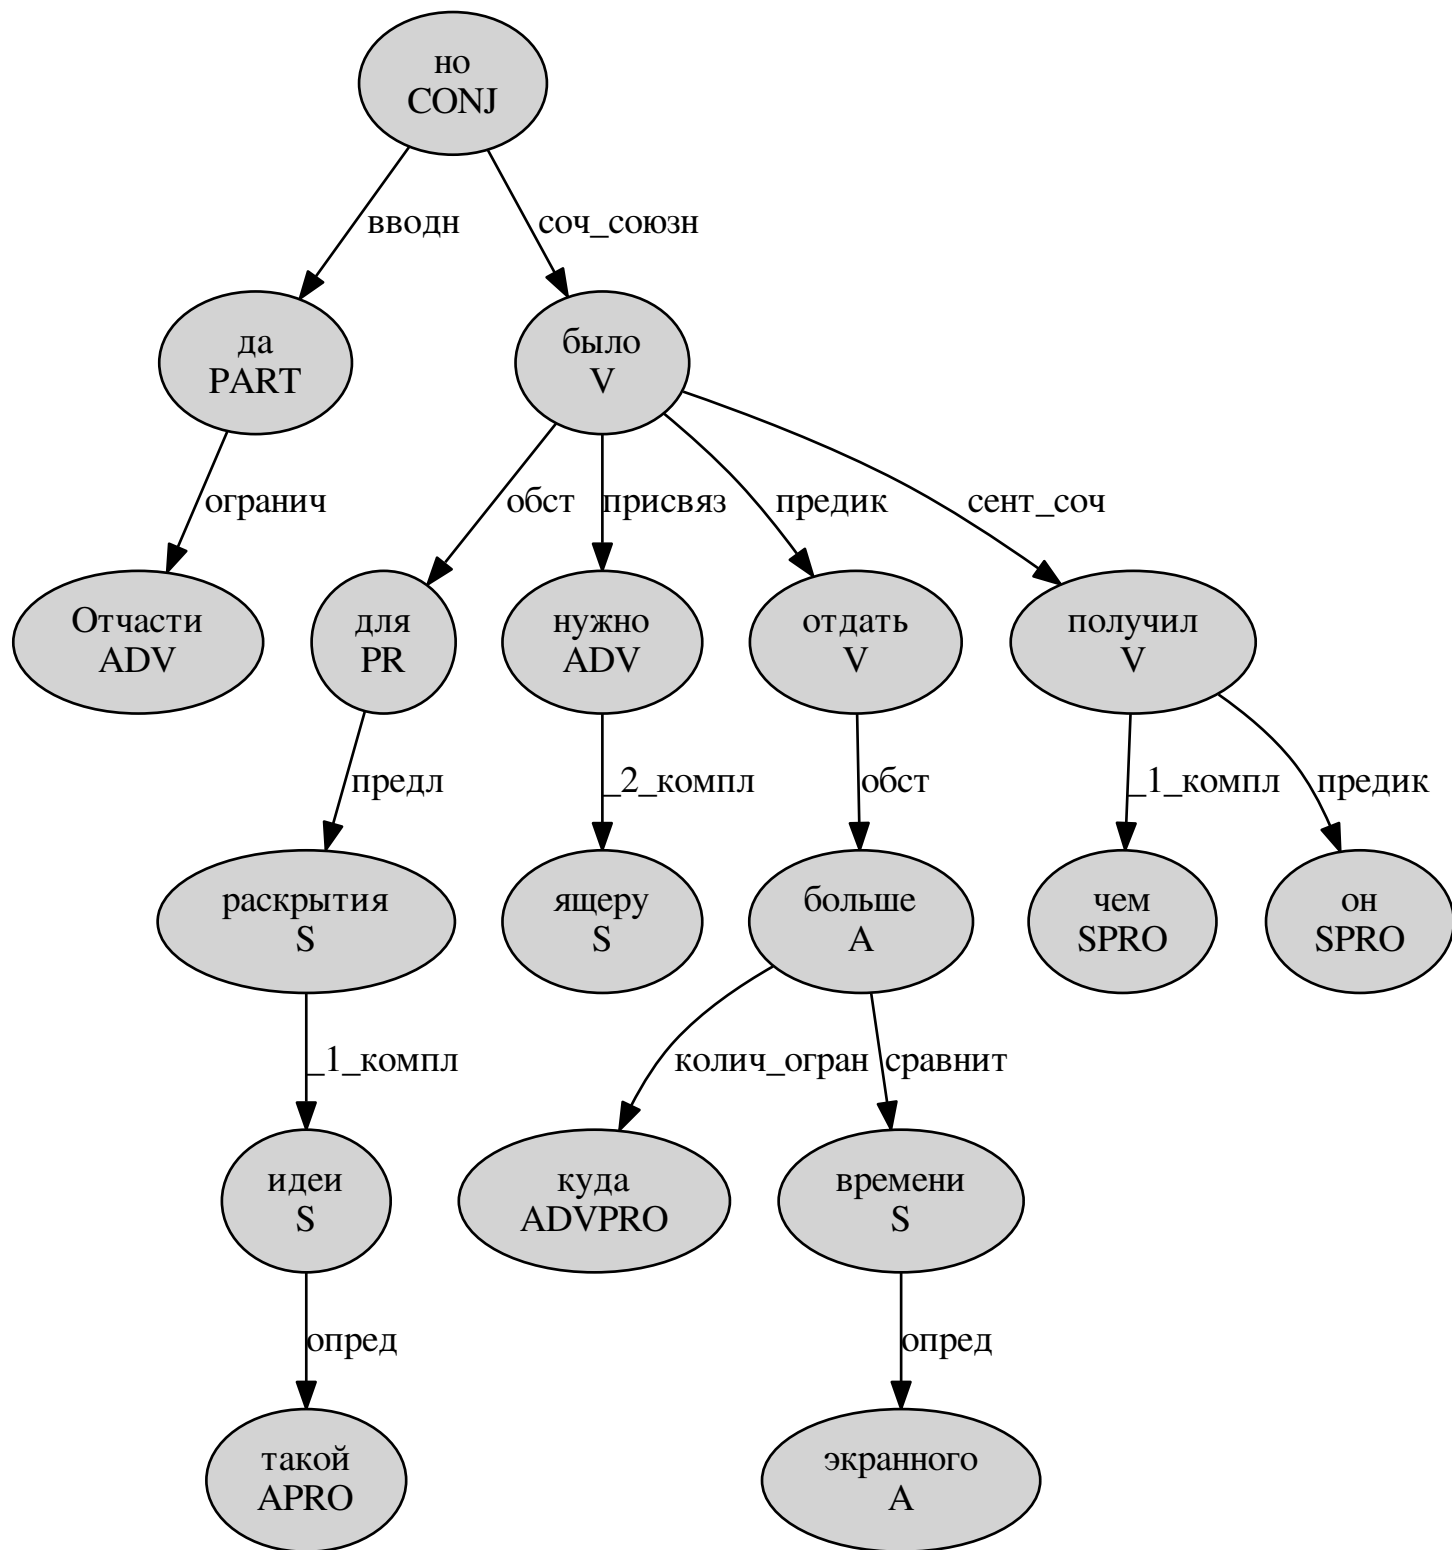 но
CONJ
вводн
соч_союзн
да
PART
было
V
огранич
обст
присвяз
предик
сент_соч
Отчасти
ADV
для
PR
нужно
ADV
отдать
V
получил
V
предл
_2_компл
обст
_1_компл
предик
раскрытия
S
ящеру
S
больше
A
чем
SPRO
он
SPRO
_1_компл
колич_огран
сравнит
идеи
S
куда
ADVPRO
времени
S
опред
опред
такой
APRO
экранного
A